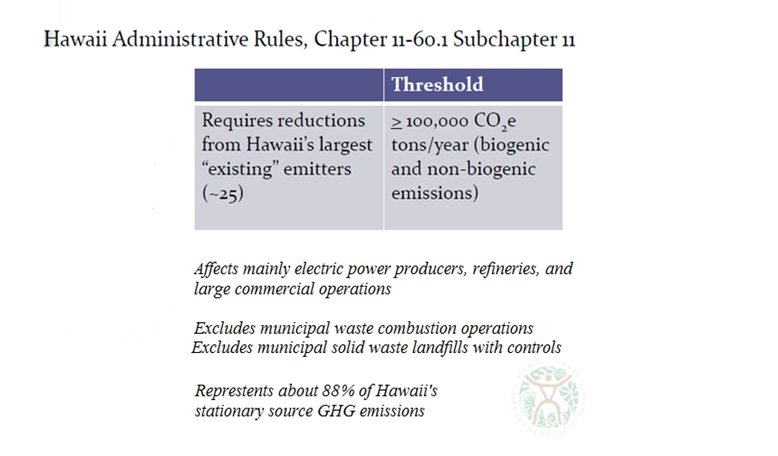 Hawaii Administrative Rules, Chapter 11-60.1 Subchapter 11
Threshold
Requires reductions
from Hawaii's largest
“existing” emitters
(~25)
≥ 100,000 CO₂e
tons/year (biogenic
and non-biogenic
emissions)
Affects mainly electric power producers, refineries, and
large commercial operations
Excludes municipal waste combustion operations
Excludes municipal solid waste landfills with controls
Represtents about 88% of Hawaii's
stationary source GHG emissions